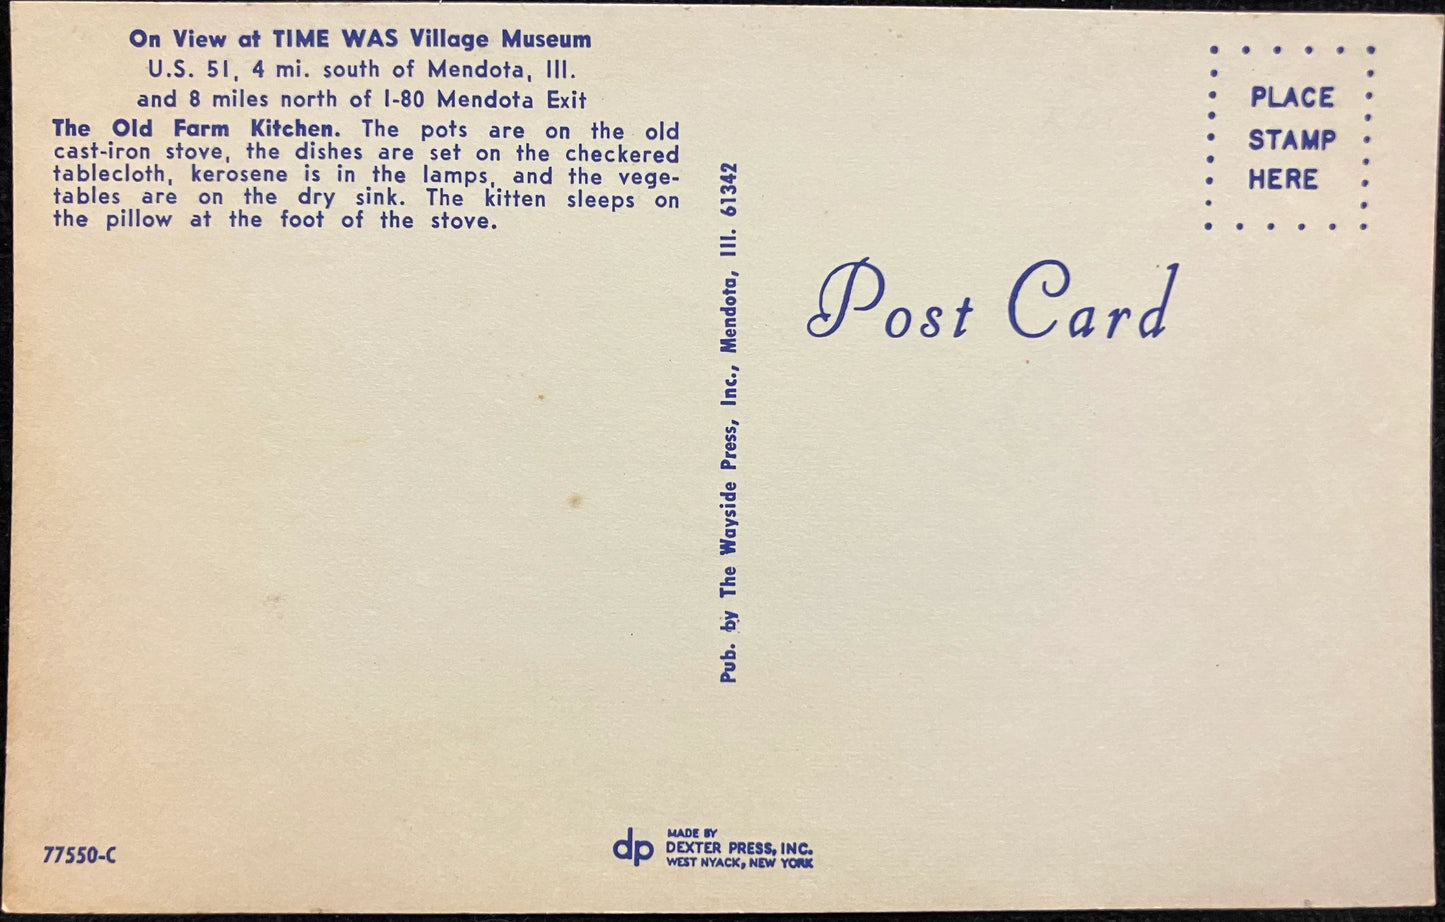 On View at TIME WAS Village Museum
U.S. 51, 4 mi. south of Mendota, Ill.
and 8 miles north of I-80 Mendota Exit
The Old Farm Kitchen. The pots are on the old
cast-iron stove, the dishes are set on the checkered
tablecloth, kerosene is in the lamps, and the vege-
tables are on the dry sink. The kitten sleeps on
the pillow at the foot of the stove.
77550-C
Pub. by The Wayside Press, Inc., Mendota, Ill. 61342
dp
MADE BY
DEXTER PRESS, INC.
WEST NYACK, NEW YORK
PLACE
STAMP
HERE
Post Card